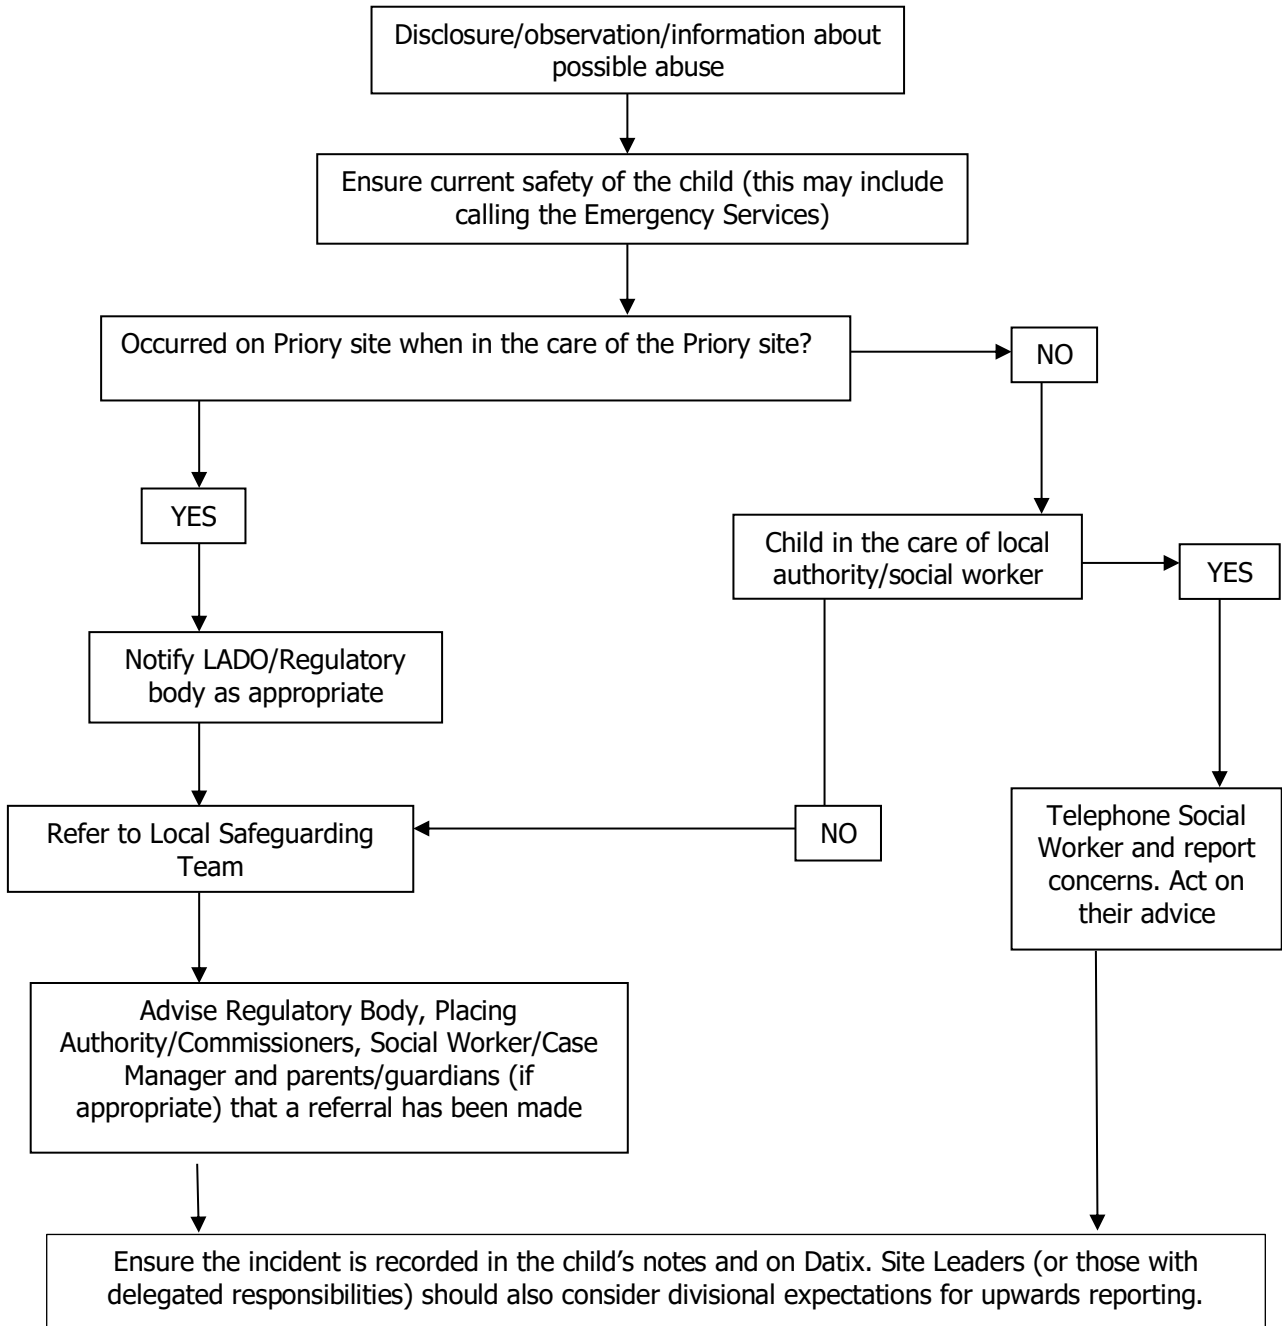 Disclosure/observation/information about
possible abuse
Ensure current safety of the child (this may include
calling the Emergency Services)
Occurred on Priory site when in the care of the Priory site?
NO
YES
Child in the care of local
authority/social worker
YES
Notify LADO/Regulatory
body as appropriate
Refer to Local Safeguarding
Team
NO
Telephone Social
Worker and report
concerns. Act on
their advice
Advise Regulatory Body, Placing
Authority/Commissioners, Social Worker/Case
Manager and parents/guardians (if
appropriate) that a referral has been made
Ensure the incident is recorded in the child’s notes and on Datix. Site Leaders (or those with
delegated responsibilities) should also consider divisional expectations for upwards reporting.